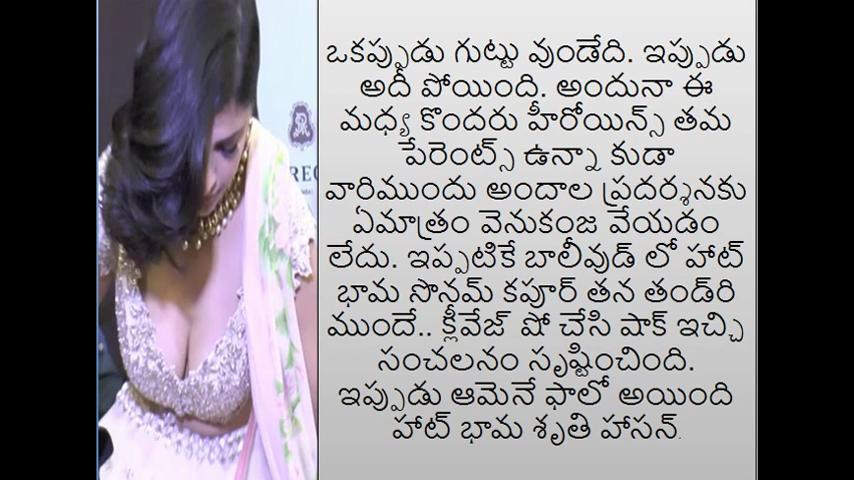 ఒకప్పుడు గుట్టు వుండేది. ఇప్పుడు
అదీ పోయింది. అందునా ఈ
మధ్య కొందరు హీరోయిన్స్ తమ
పేరెంట్స్ ఉన్నా కుడా
వారిముందు అందాల ప్రదర్శనకు
ఏమాత్రం వెనుకంజ వేయడం
లేదు. ఇప్పటికే బాలీవుడ్ లో హాట్
భామ సొనమ్ కపూర్ తన తండ్రి
ముందే.. క్లీవేజ్ షో చేసి షాక్ ఇచ్చి
సంచలనం సృష్టించింది.
ఇప్పుడు ఆమెనే ఫాలో అయింది
హాట్ భామ శృతి హాసన్.